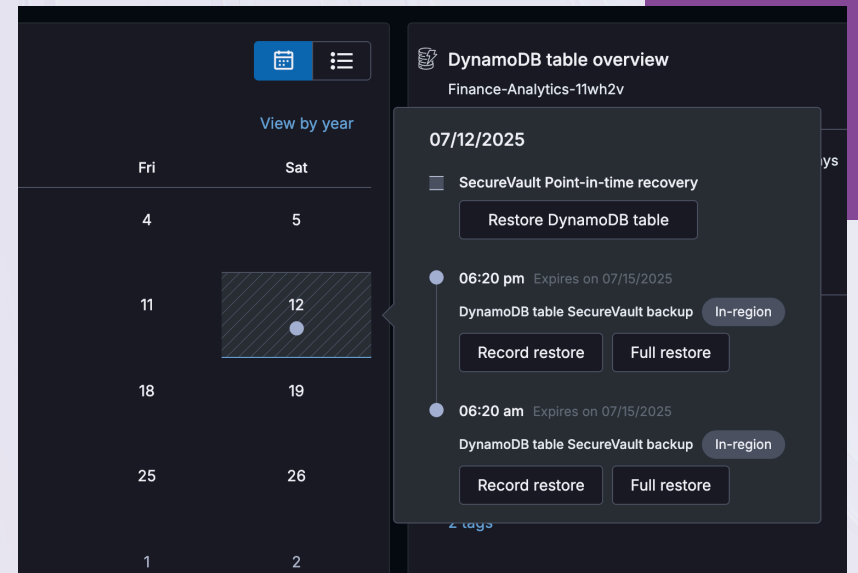 DynamoDB table overview
Finance-Analytics-11wh2v
View by year
Fri Sat
4 5
11 12
18 19
25 26
1 2
07/12/2025
SecureVault Point-in-time recovery
Restore DynamoDB table
06:20 pm Expires on 07/15/2025
DynamoDB table SecureVault backup In-region
Record restore Full restore
06:20 am Expires on 07/15/2025
DynamoDB table SecureVault backup In-region
Record restore Full restore
2 tags